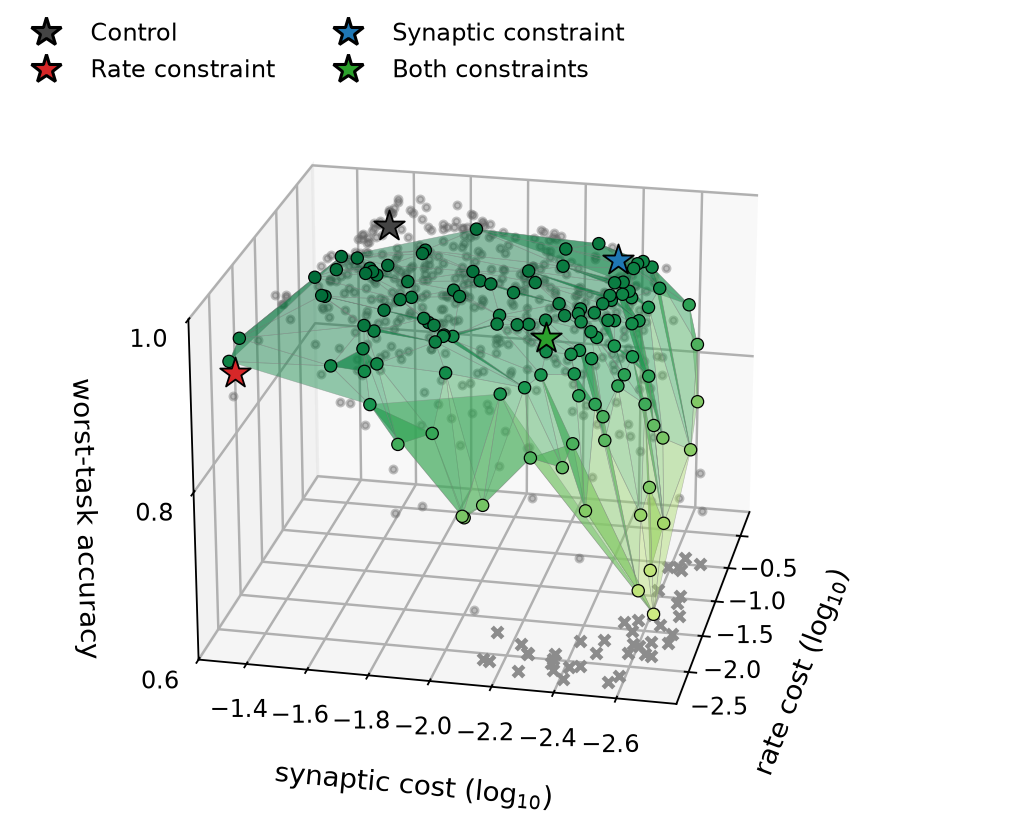 Control
Synaptic constraint
Rate constraint
Both constraints
1.0
0.8
0.6
worst-task accuracy
−1.4
−1.6
−1.8
−2.0
−2.2
−2.4
−2.6
synaptic cost (log₁₀)
−0.5
−1.0
−1.5
−2.0
−2.5
rate cost (log₁₀)